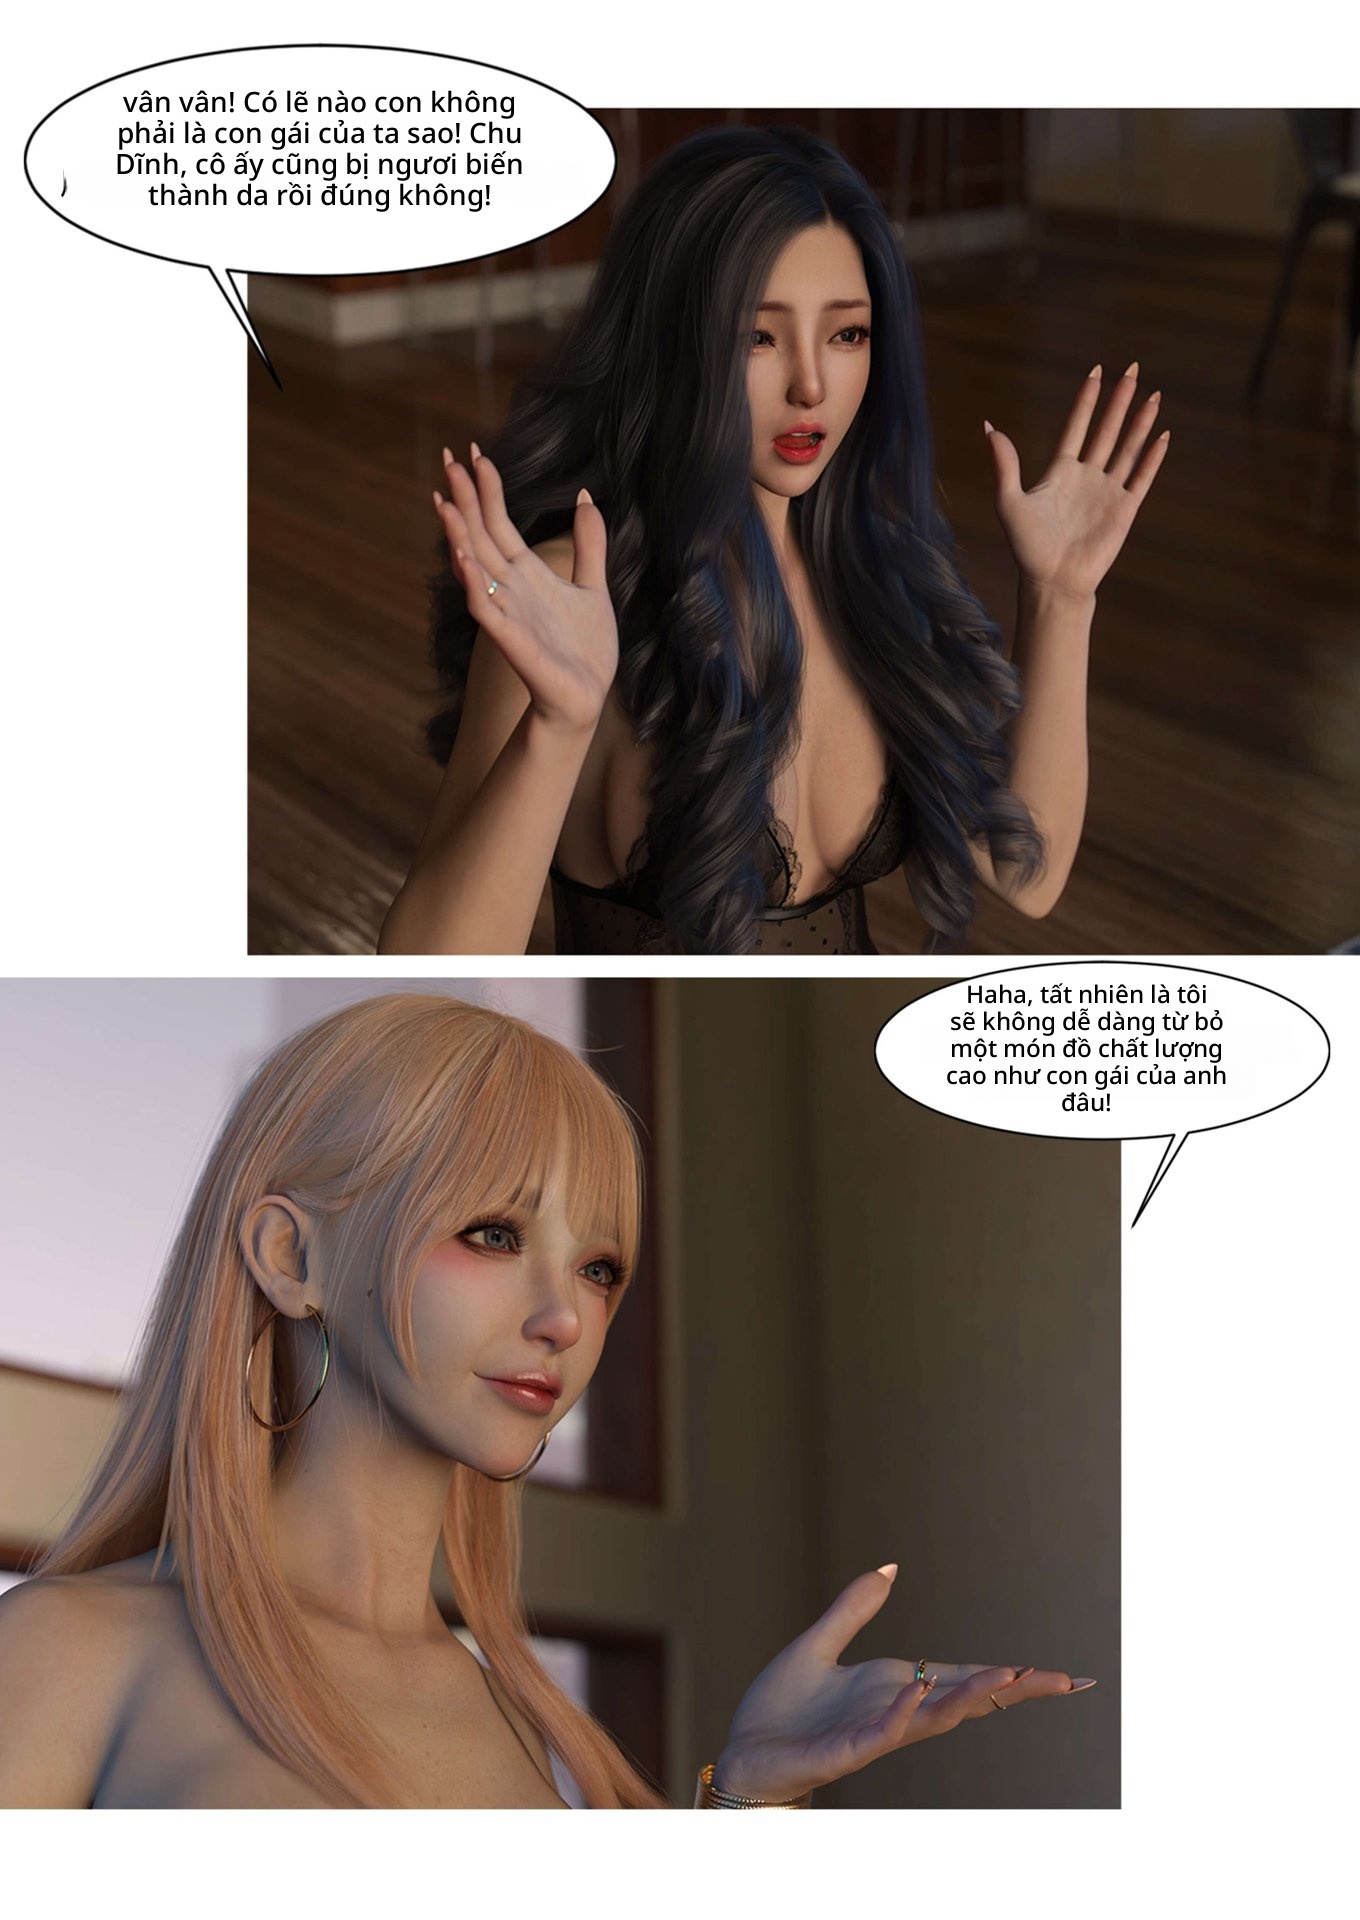 vân vân! Có lẽ nào con không
phải là con gái của ta sao! Chu
Dĩnh, cô ấy cũng bị ngươi biến
thành da rồi đúng không!
Haha, tất nhiên là tôi
sẽ không dễ dàng từ bỏ
một món đồ chất lượng
cao như con gái của anh
đâu!